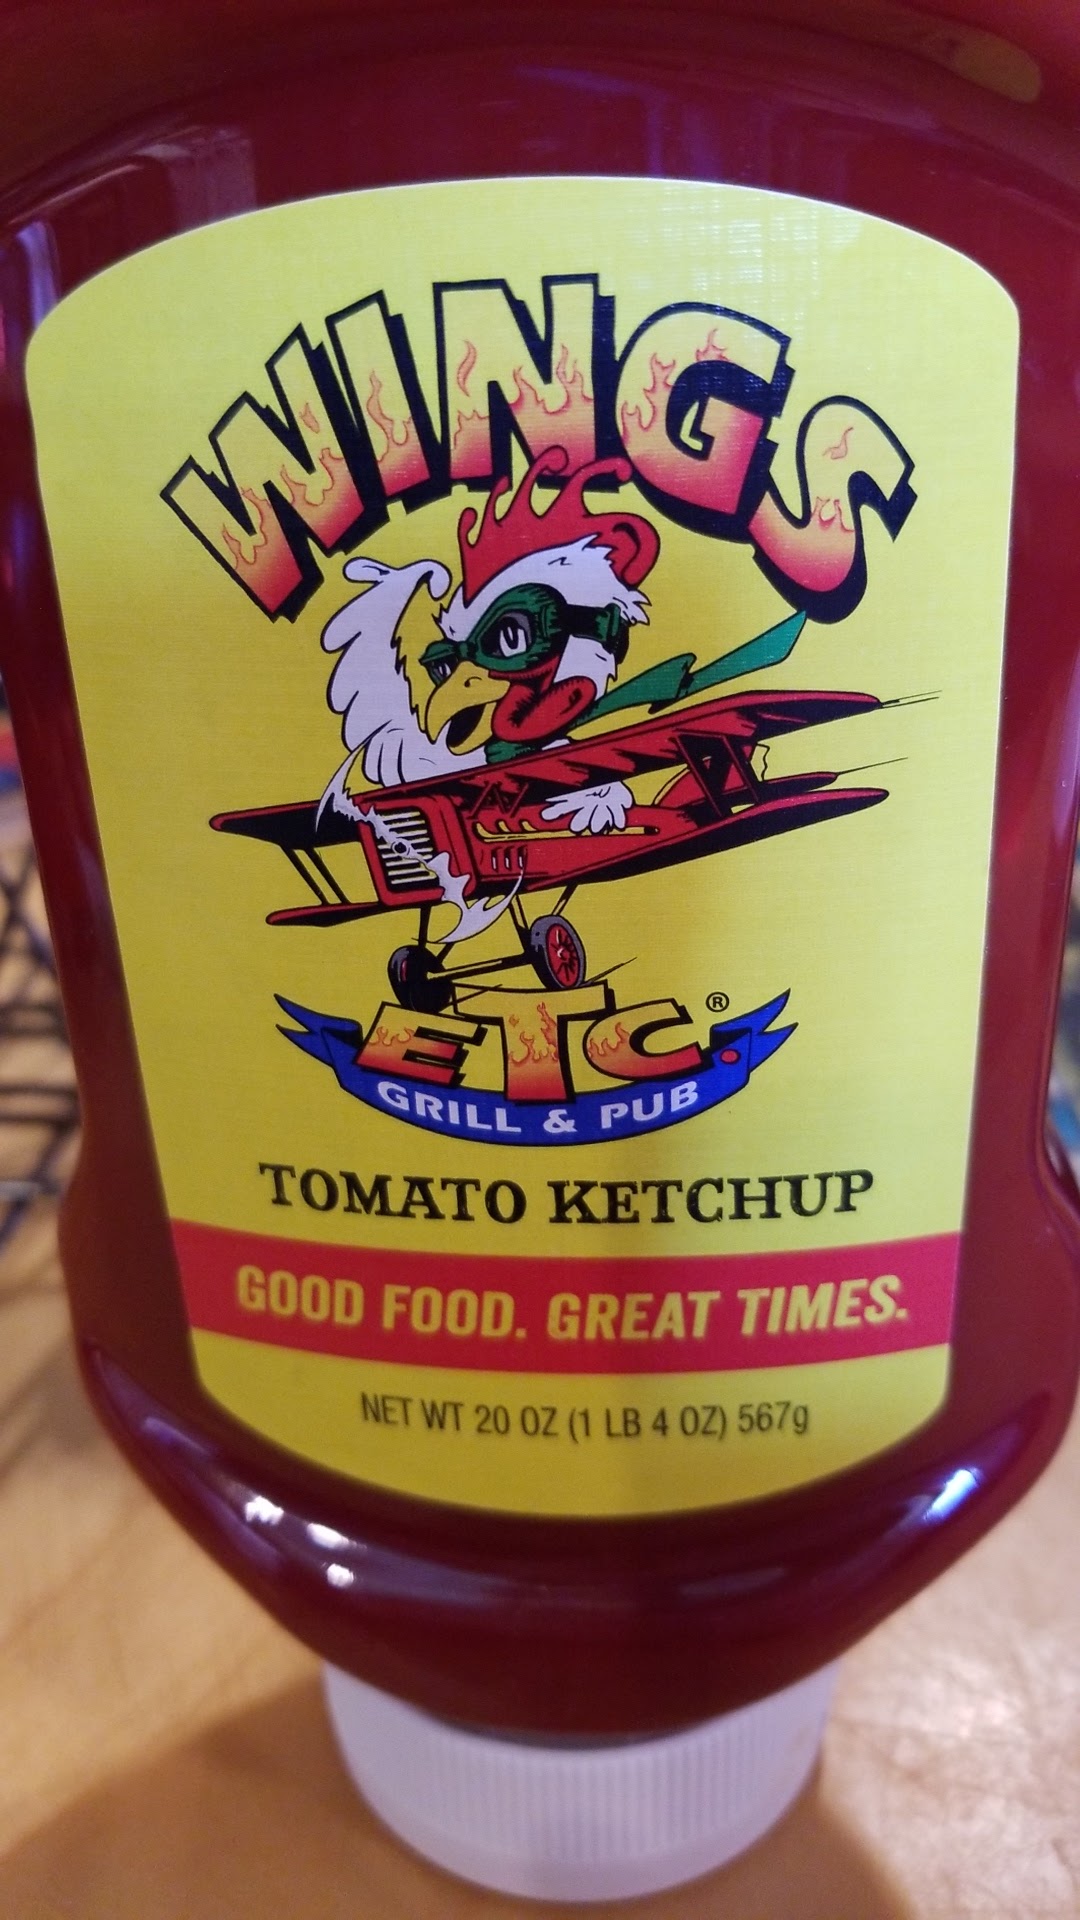 WINGS
ETC.®
GRILL & PUB
TOMATO KETCHUP
GOOD FOOD. GREAT TIMES.
NET WT 20 OZ (1 LB 4 OZ) 567g